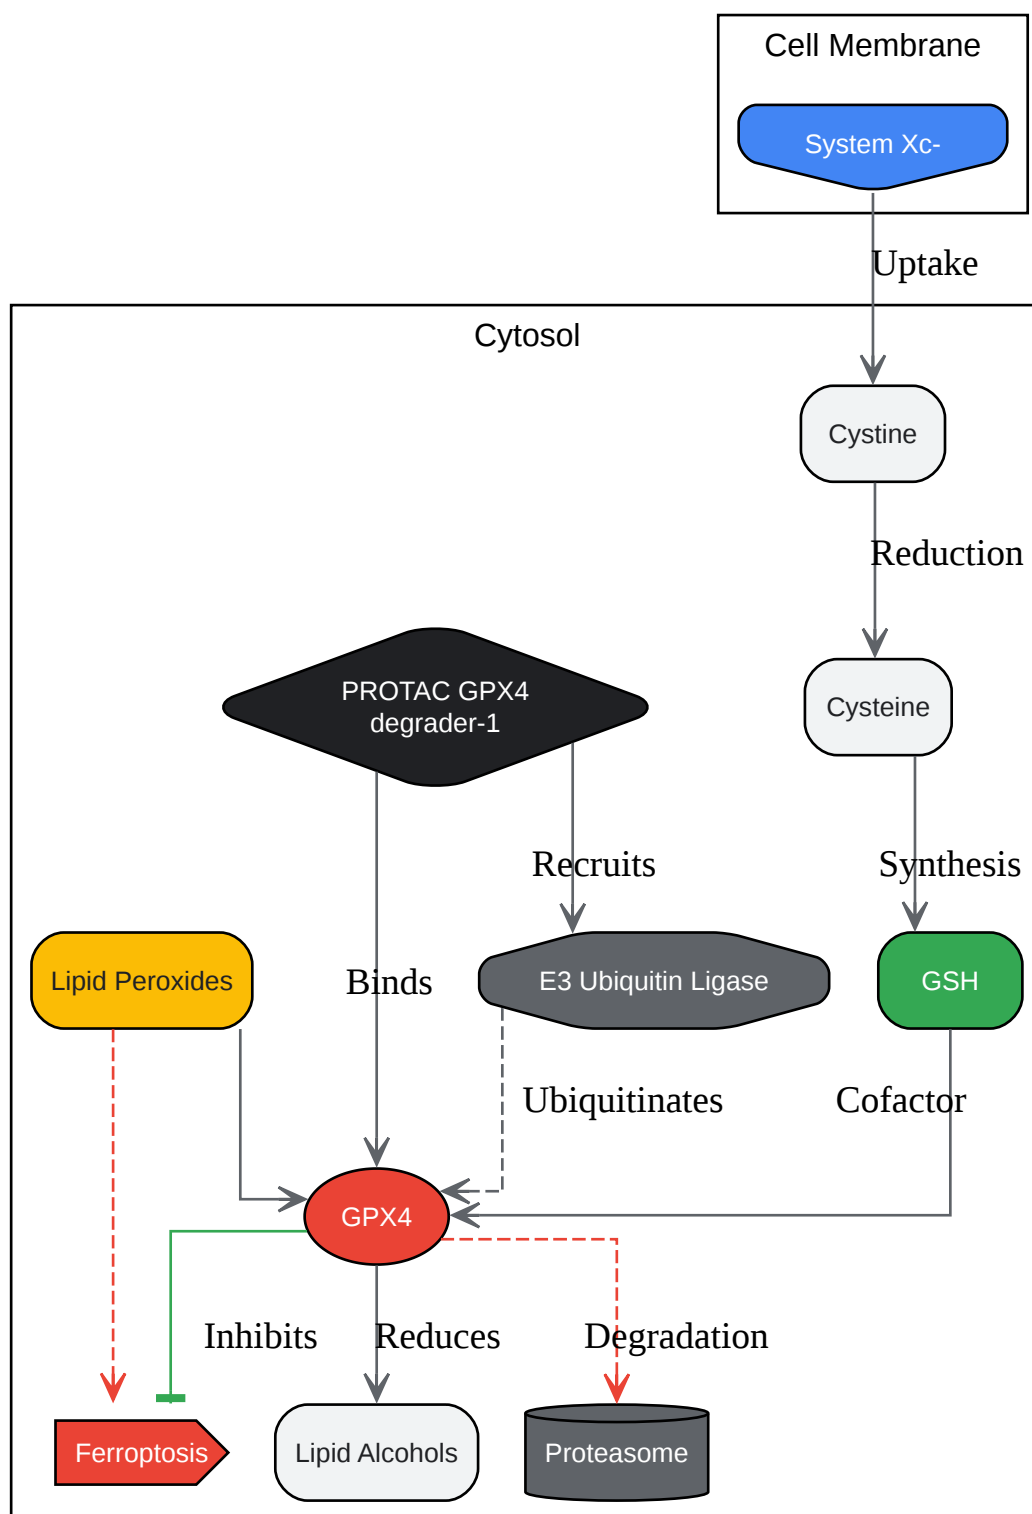 Cell Membrane
System Xc-
Uptake
Cytosol
Cystine
Reduction
PROTAC GPX4
degrader-1
Cysteine
Recruits
Synthesis
Lipid Peroxides
Binds
E3 Ubiquitin Ligase
GSH
Ubiquitinates
Cofactor
GPX4
Inhibits
Reduces
Degradation
Ferroptosis
Lipid Alcohols
Proteasome